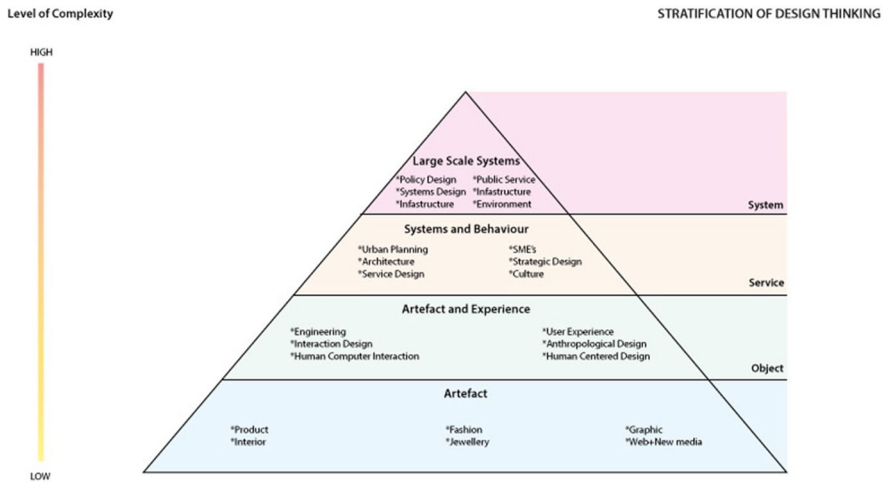 Level of Complexity
STRATIFICATION OF DESIGN THINKING
HIGH
Large Scale Systems
*Policy Design *Public Service
*Systems Design *Infastructure
*Infastructure *Environment
System
Systems and Behaviour
*Urban Planning *SME's
*Architecture *Strategic Design
*Service Design *Culture
Service
Artefact and Experience
*Engineering *User Experience
*Interaction Design *Anthropological Design
*Human Computer Interaction *Human Centered Design
Object
Artefact
*Product *Fashion *Graphic
*Interior *Jewellery *Web+New media
LOW